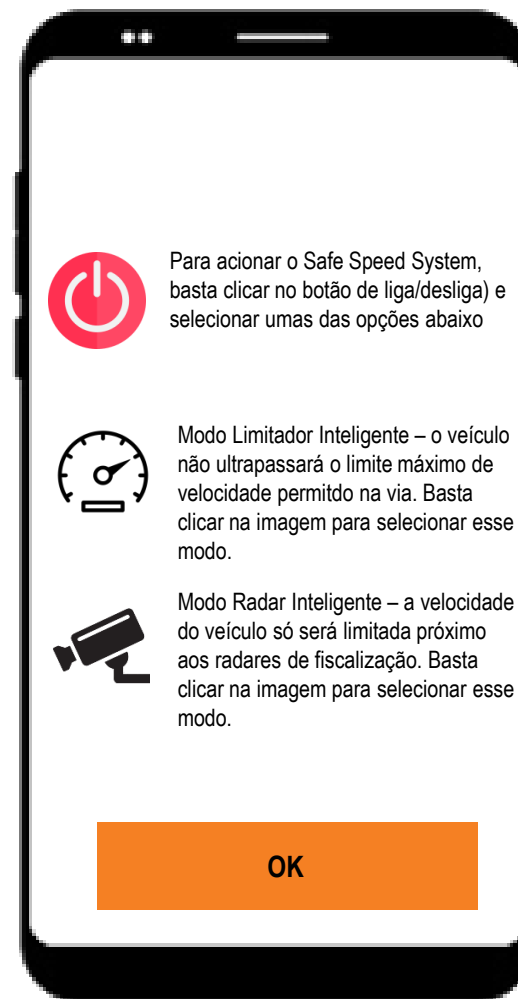 Para acionar o Safe Speed System,
basta clicar no botão de liga/desliga) e
selecionar umas das opções abaixo
Modo Limitador Inteligente – o veículo
não ultrapassará o limite máximo de
velocidade permitdo na via. Basta
clicar na imagem para selecionar esse
modo.
Modo Radar Inteligente – a velocidade
do veículo só será limitada próximo
aos radares de fiscalização. Basta
clicar na imagem para selecionar esse
modo.
OK